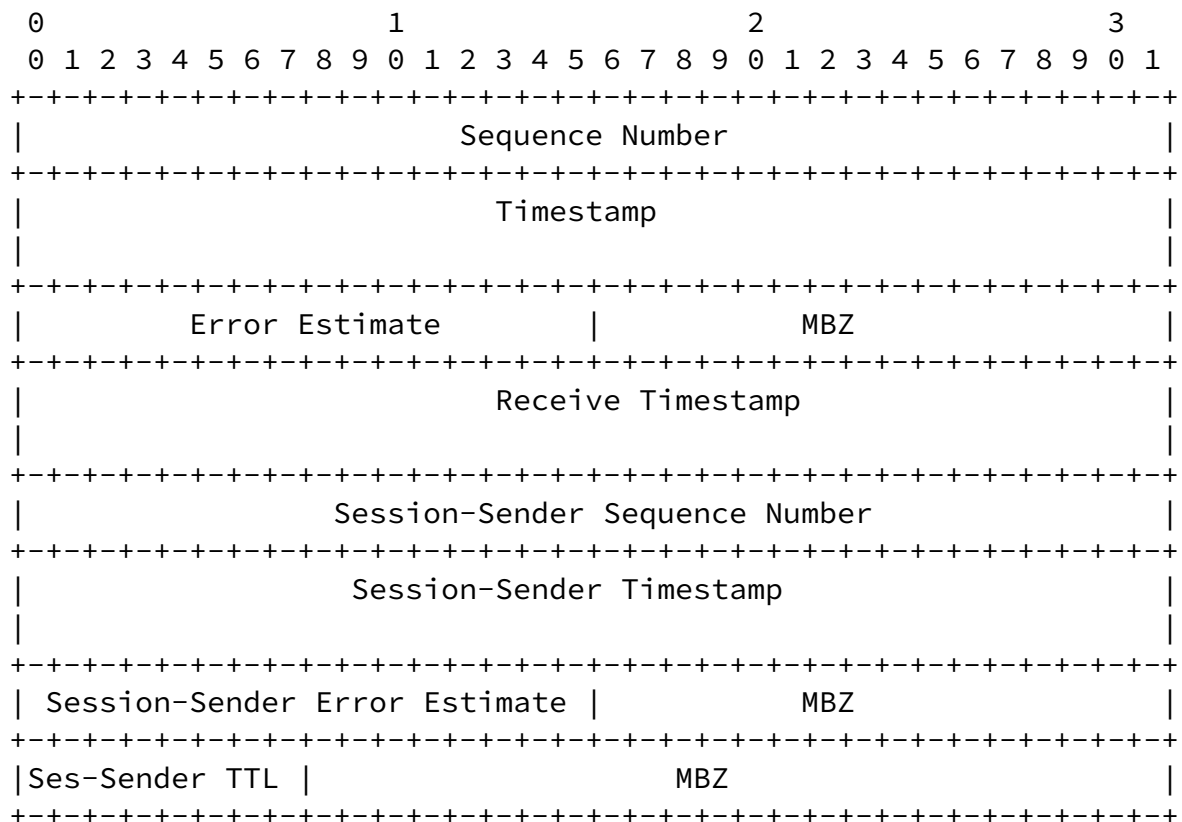 0                   1                   2                   3
 0 1 2 3 4 5 6 7 8 9 0 1 2 3 4 5 6 7 8 9 0 1 2 3 4 5 6 7 8 9 0 1
+-+-+-+-+-+-+-+-+-+-+-+-+-+-+-+-+-+-+-+-+-+-+-+-+-+-+-+-+-+-+-+-+
|                        Sequence Number                        |
+-+-+-+-+-+-+-+-+-+-+-+-+-+-+-+-+-+-+-+-+-+-+-+-+-+-+-+-+-+-+-+-+
|                          Timestamp                            |
|                                                               |
+-+-+-+-+-+-+-+-+-+-+-+-+-+-+-+-+-+-+-+-+-+-+-+-+-+-+-+-+-+-+-+-+
|         Error Estimate        |           MBZ                 |
+-+-+-+-+-+-+-+-+-+-+-+-+-+-+-+-+-+-+-+-+-+-+-+-+-+-+-+-+-+-+-+-+
|                          Receive Timestamp                    |
|                                                               |
+-+-+-+-+-+-+-+-+-+-+-+-+-+-+-+-+-+-+-+-+-+-+-+-+-+-+-+-+-+-+-+-+
|                 Session-Sender Sequence Number                |
+-+-+-+-+-+-+-+-+-+-+-+-+-+-+-+-+-+-+-+-+-+-+-+-+-+-+-+-+-+-+-+-+
|                  Session-Sender Timestamp                     |
|                                                               |
+-+-+-+-+-+-+-+-+-+-+-+-+-+-+-+-+-+-+-+-+-+-+-+-+-+-+-+-+-+-+-+-+
| Session-Sender Error Estimate |           MBZ                 |
+-+-+-+-+-+-+-+-+-+-+-+-+-+-+-+-+-+-+-+-+-+-+-+-+-+-+-+-+-+-+-+-+
|Ses-Sender TTL |                    MBZ                        |
+-+-+-+-+-+-+-+-+-+-+-+-+-+-+-+-+-+-+-+-+-+-+-+-+-+-+-+-+-+-+-+-+